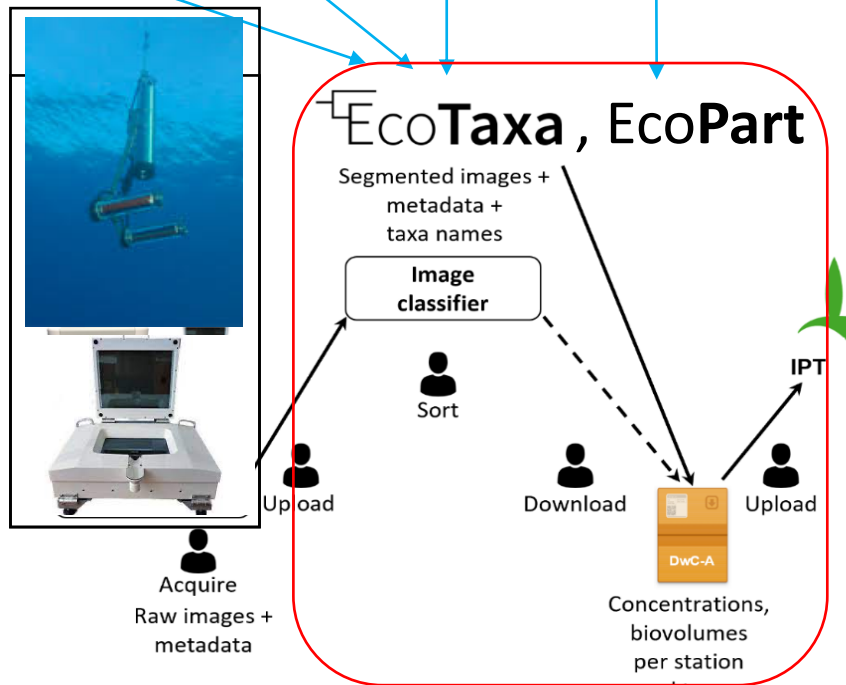 EcoTaxa , EcoPart
Segmented images +
metadata +
taxa names
Image
classifier
Sort
IPT
Upload
Download
Upload
DwC-A
Acquire
Raw images +
metadata
Concentrations,
biovolumes
per station